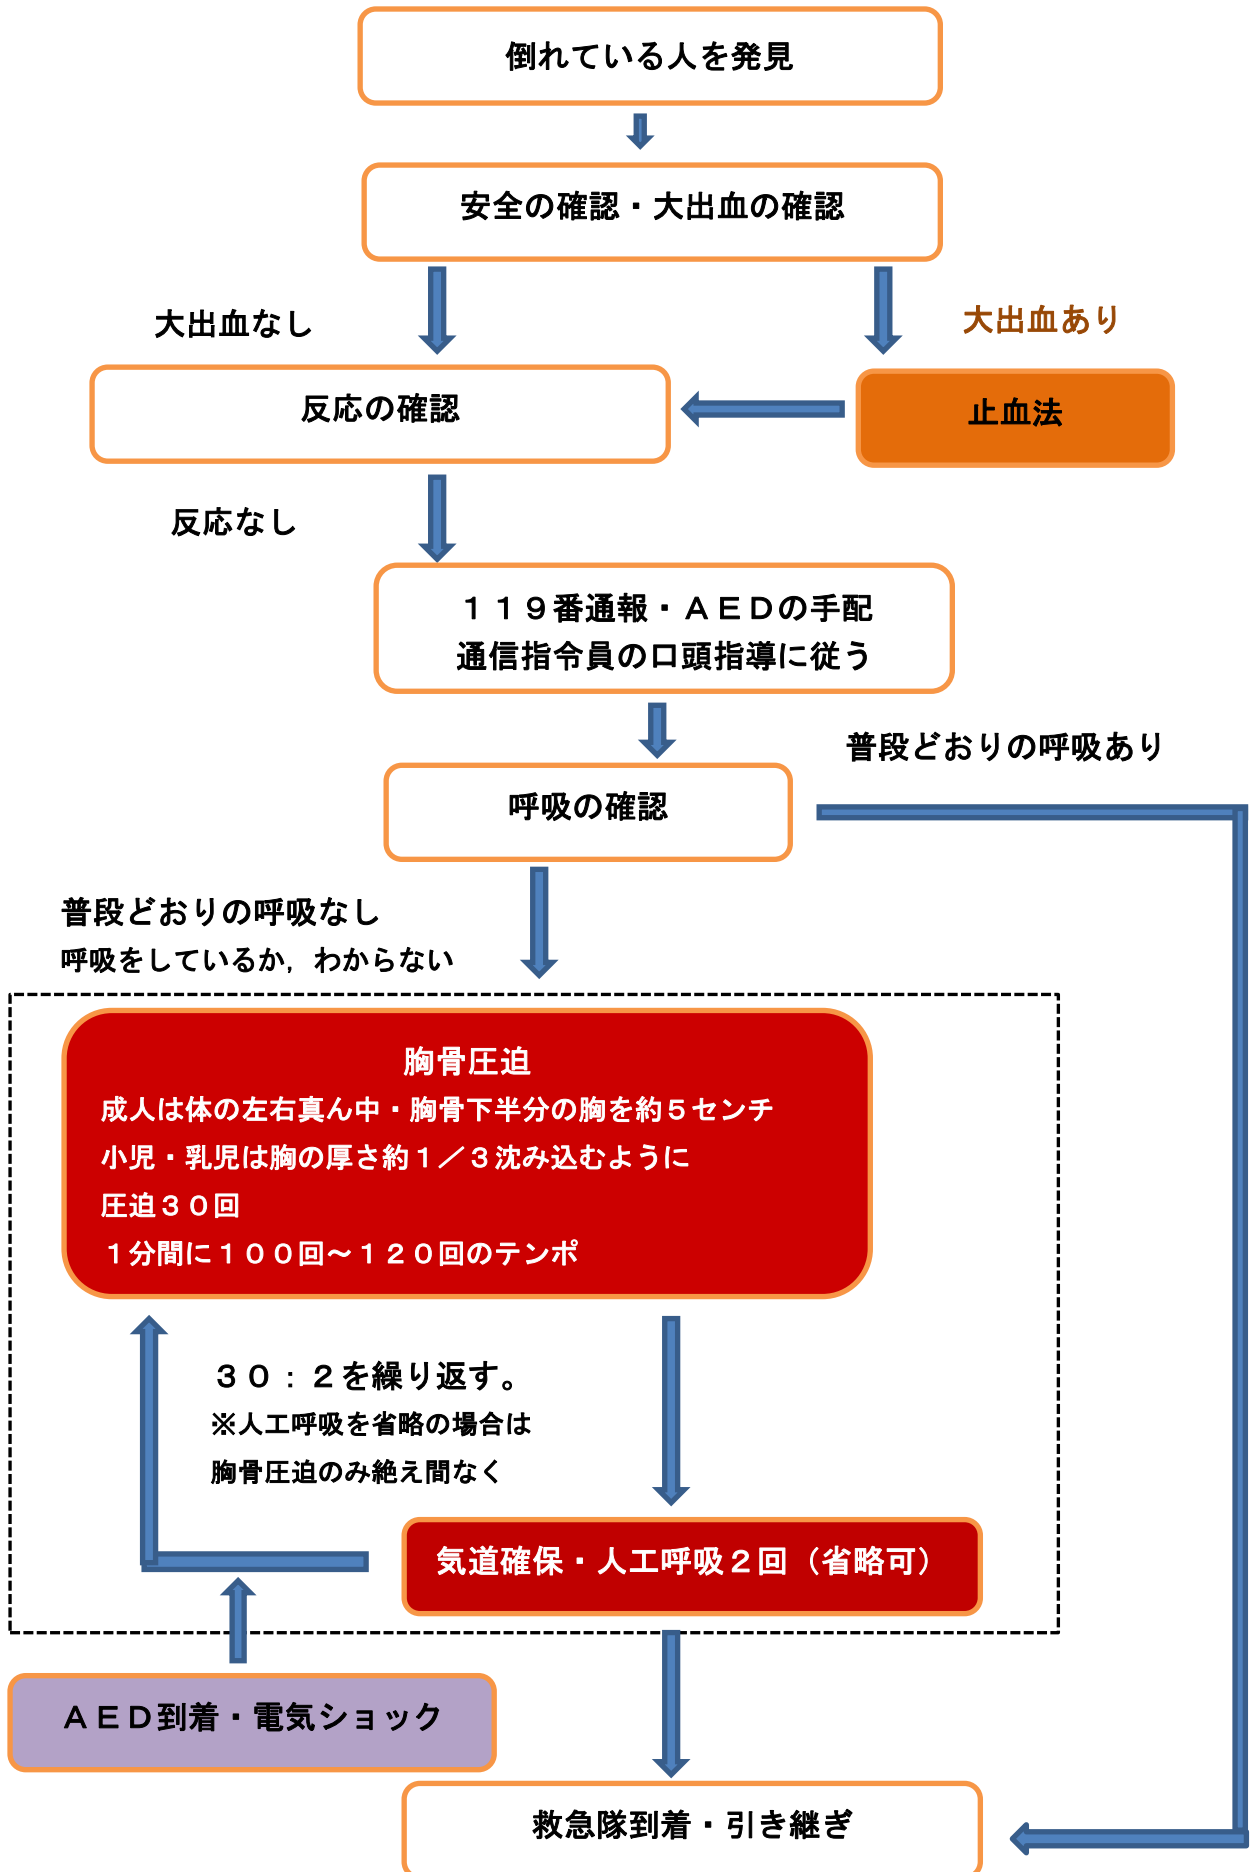 倒れている人を発見
安全の確認・大出血の確認
大出血なし
大出血あり
反応の確認
止血法
反応なし
１１９番通報・ＡＥＤの手配
通信指令員の口頭指導に従う
普段どおりの呼吸あり
呼吸の確認
普段どおりの呼吸なし
呼吸をしているか，わからない
胸骨圧迫
成人は体の左右真ん中・胸骨下半分の胸を約５センチ
小児・乳児は胸の厚さ約１／３沈み込むように
圧迫３０回
１分間に１００回～１２０回のテンポ
３０：２を繰り返す。
※人工呼吸を省略の場合は
胸骨圧迫のみ絶え間なく
気道確保・人工呼吸２回（省略可）
ＡＥＤ到着・電気ショック
救急隊到着・引き継ぎ